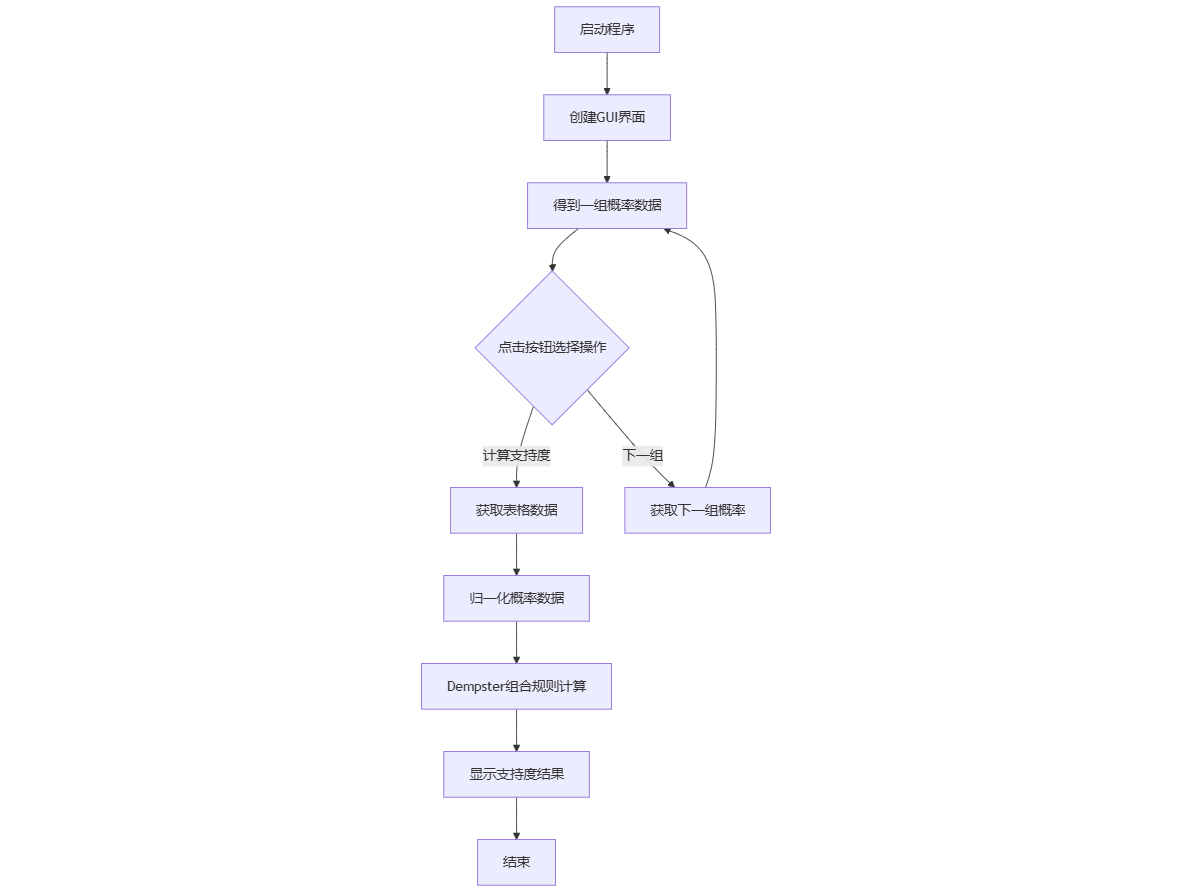 启动程序
创建GUI界面
得到一组概率数据
点击按钮选择操作
计算支持度
下一组
获取表格数据
获取下一组概率
归一化概率数据
Dempster组合规则计算
显示支持度结果
结束